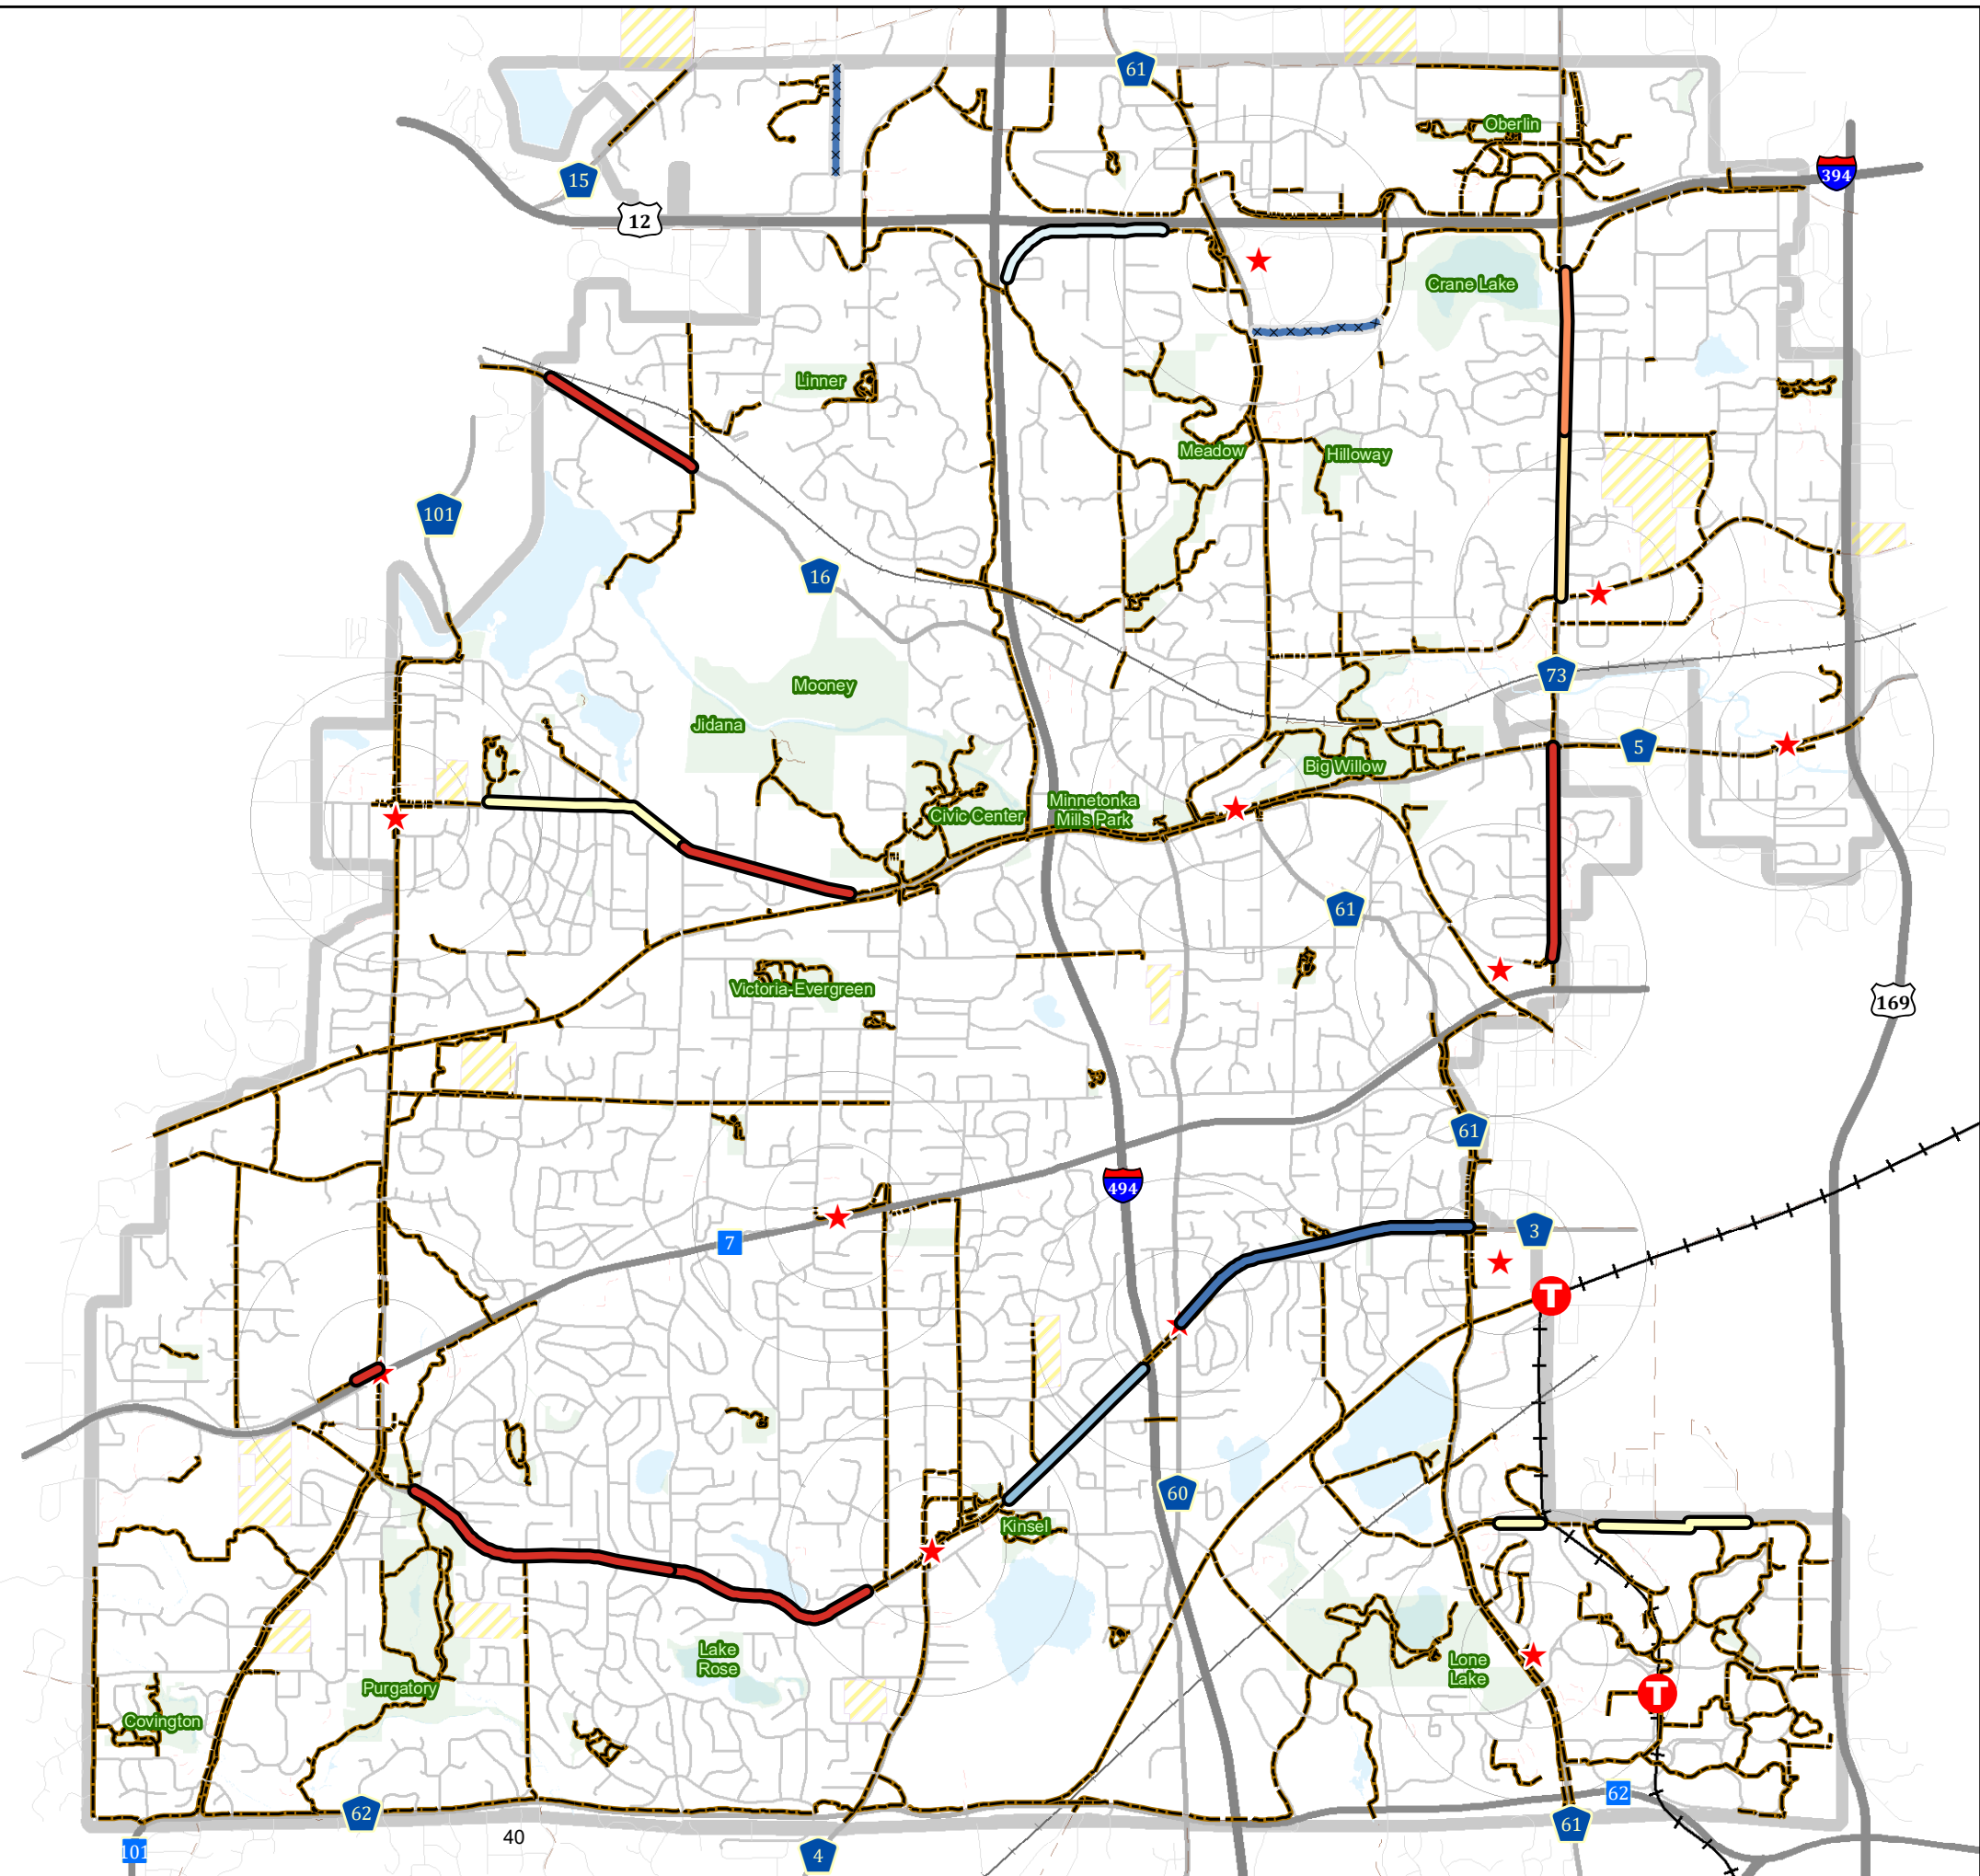 61
Oberlin
394
15
12
Crane Lake
Linner
Meadow
Hilloway
101
16
73
Mooney
Jidana
5
Big Willow
Minnetonka
Mills Park
Civic Center
61
Victoria-Evergreen
169
61
494
3
7
60
Kinsel
Lake
Rose
Lone
Lake
Purgatory
Covington
62
62
61
40
101
4
T
T